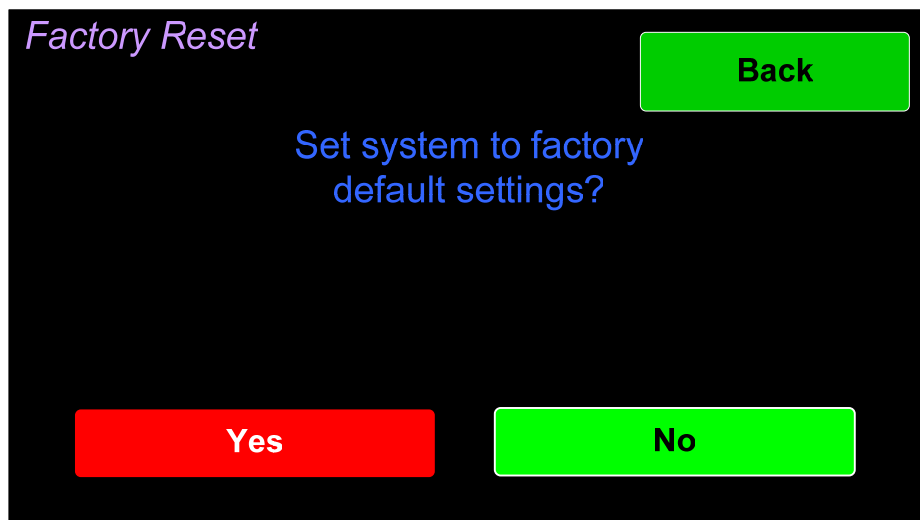 Factory Reset
Back
Set system to factory
default settings?
Yes
No